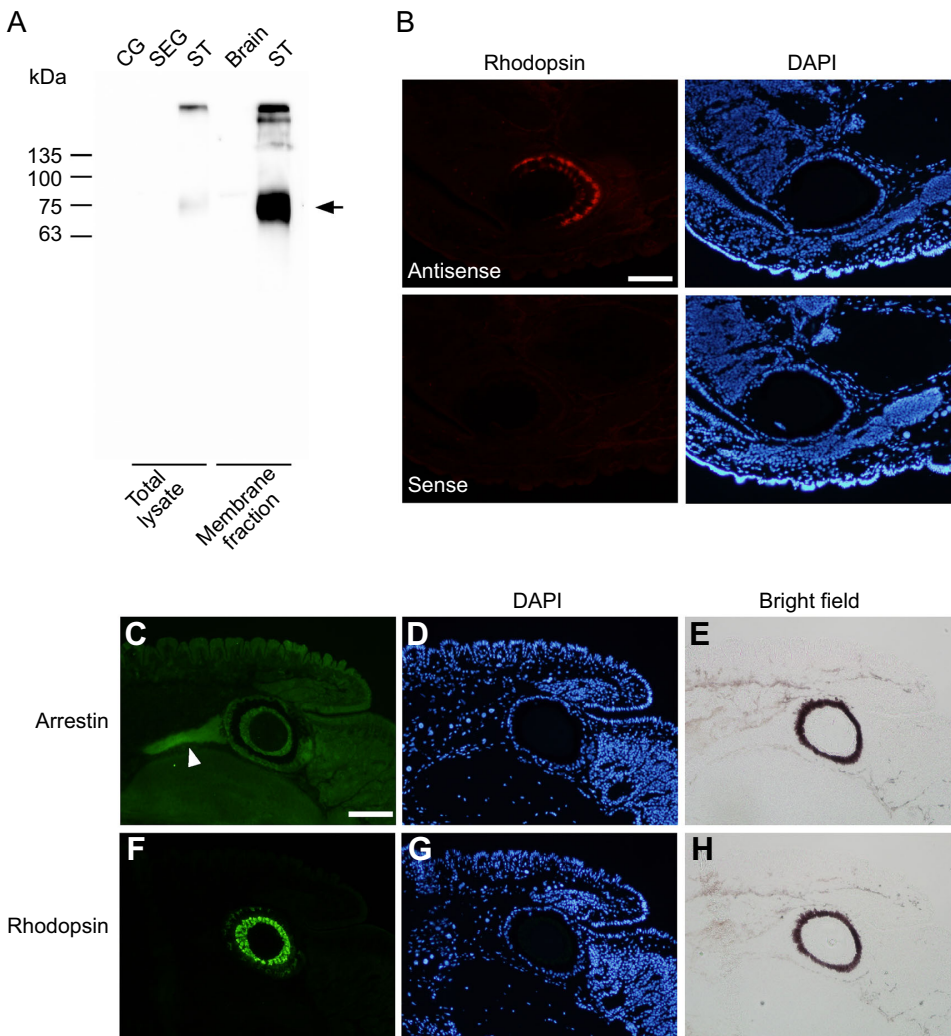 A
B
CG SEG ST Brain ST
kDa
135
100
75
63
Total
lysate
Membrane
fraction
Rhodopsin
DAPI
Antisense
Sense
DAPI
Bright field
C
D
E
Arrestin
F
G
H
Rhodopsin